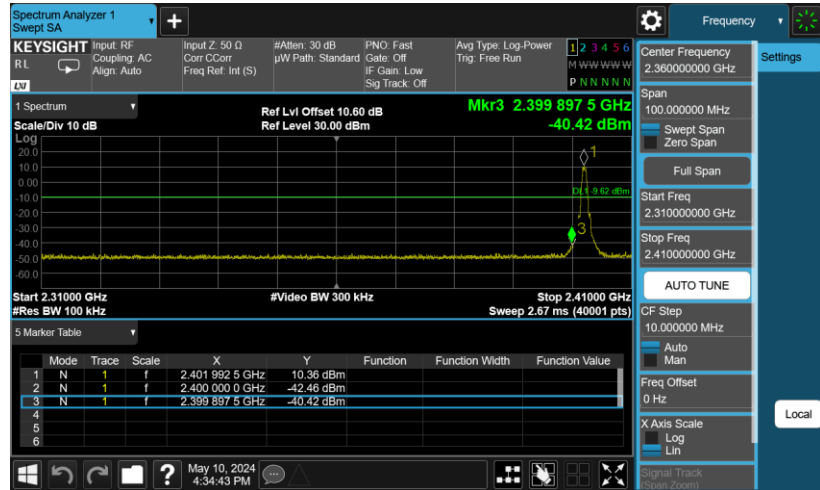 Spectrum Analyzer 1
Swept SA
+
Frequency
KEYSIGHT
RL
LXI
Input: RF
Coupling: AC
Align: Auto
Input Z: 50 Ω
Corr CCorr
Freq Ref: Int (S)
#Atten: 30 dB
µW Path: Standard
PNO: Fast
Gate: Off
IF Gain: Low
Sig Track: Off
Avg Type: Log-Power
Trig: Free Run
1 2 3 4 5 6
M W W W W W
P N N N N N
1 Spectrum
Scale/Div 10 dB
Ref Lvl Offset 10.60 dB
Ref Level 30.00 dBm
Mkr3 2.399 897 5 GHz
-40.42 dBm
Log
20.0
10.0
0.00
-10.0
-20.0
-30.0
-40.0
-50.0
-60.0
1
DL1 -9.62 dBm
3
Start 2.31000 GHz
#Res BW 100 kHz
#Video BW 300 kHz
Stop 2.41000 GHz
Sweep 2.67 ms (40001 pts)
5 Marker Table
Mode Trace Scale X Y Function Function Width Function Value
1 N 1 f 2.401 992 5 GHz 10.36 dBm
2 N 1 f 2.400 000 0 GHz -42.46 dBm
3 N 1 f 2.399 897 5 GHz -40.42 dBm
4
5
6
?
May 10, 2024
4:34:43 PM
Center Frequency
2.360000000 GHz
Span
100.000000 MHz
Swept Span
Zero Span
Full Span
Start Freq
2.310000000 GHz
Stop Freq
2.410000000 GHz
AUTO TUNE
CF Step
10.000000 MHz
Auto
Man
Freq Offset
0 Hz
X Axis Scale
Log
Lin
Signal Track
(Span Zoom)
Settings
Local